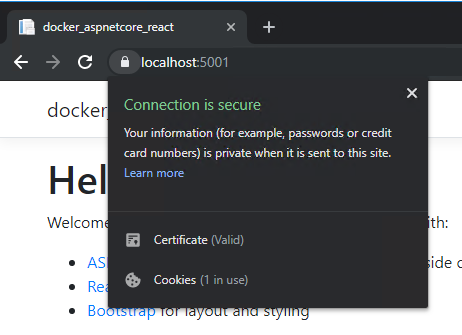 docker_aspnetcore_react
localhost:5001
docker
Connection is secure
Your information (for example, passwords or credit
card numbers) is private when it is sent to this site.
Learn more
Certificate (Valid)
Cookies (1 in use)
Hel
Welcome
th:
AS
side c
Rea
Bootstrap for layout and styling